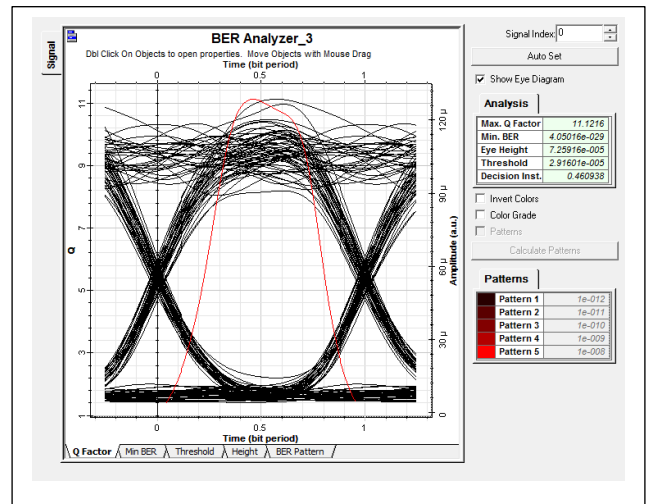 BER Analyzer_3
Dbl Click On Objects to open properties. Move Objects with Mouse Drag
Time (bit period)
0 0.5 1
Signal
11
9
7
5
3
1
Q
120 µ
90 µ
60 µ
30 µ
0
Amplitude (a.u.)
0 0.5 1
Time (bit period)
Q Factor Min BER Threshold Height BER Pattern
Signal Index: 0
Auto Set
Show Eye Diagram
Analysis
Max. Q Factor 11.1216
Min. BER 4.05016e-029
Eye Height 7.25916e-005
Threshold 2.91601e-005
Decision Inst. 0.460938
Invert Colors
Color Grade
Patterns
Calculate Patterns
Patterns
Pattern 1 1e-012
Pattern 2 1e-011
Pattern 3 1e-010
Pattern 4 1e-009
Pattern 5 1e-008